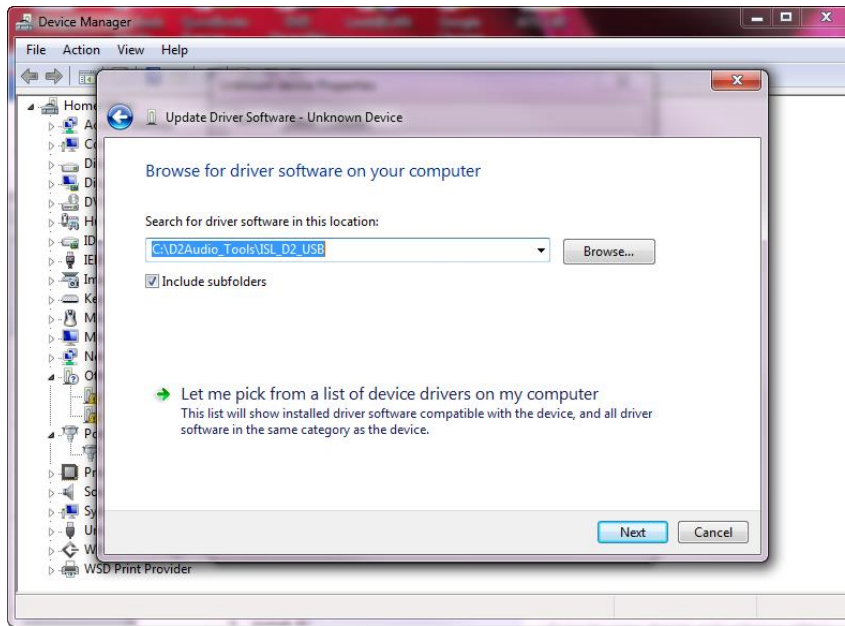 Device Manager
File Action View Help
Update Driver Software - Unknown Device
Browse for driver software on your computer
Search for driver software in this location:
C:\D2Audio_Tools\ISL_D2_USB
Browse...
Include subfolders
Let me pick from a list of device drivers on my computer
This list will show installed driver software compatible with the device, and all driver
software in the same category as the device.
Next Cancel
WSD Print Provider